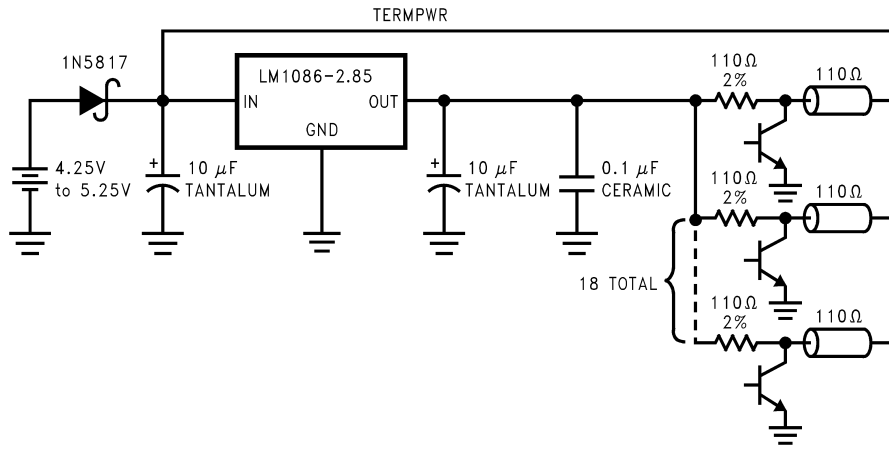 TERMPWR
1N5817
LM1086-2.85
IN
OUT
GND
4.25V
to 5.25V
+
10 μF
TANTALUM
+
10 μF
TANTALUM
0.1 μF
CERAMIC
110Ω
2%
110Ω
110Ω
2%
110Ω
18 TOTAL
110Ω
2%
110Ω